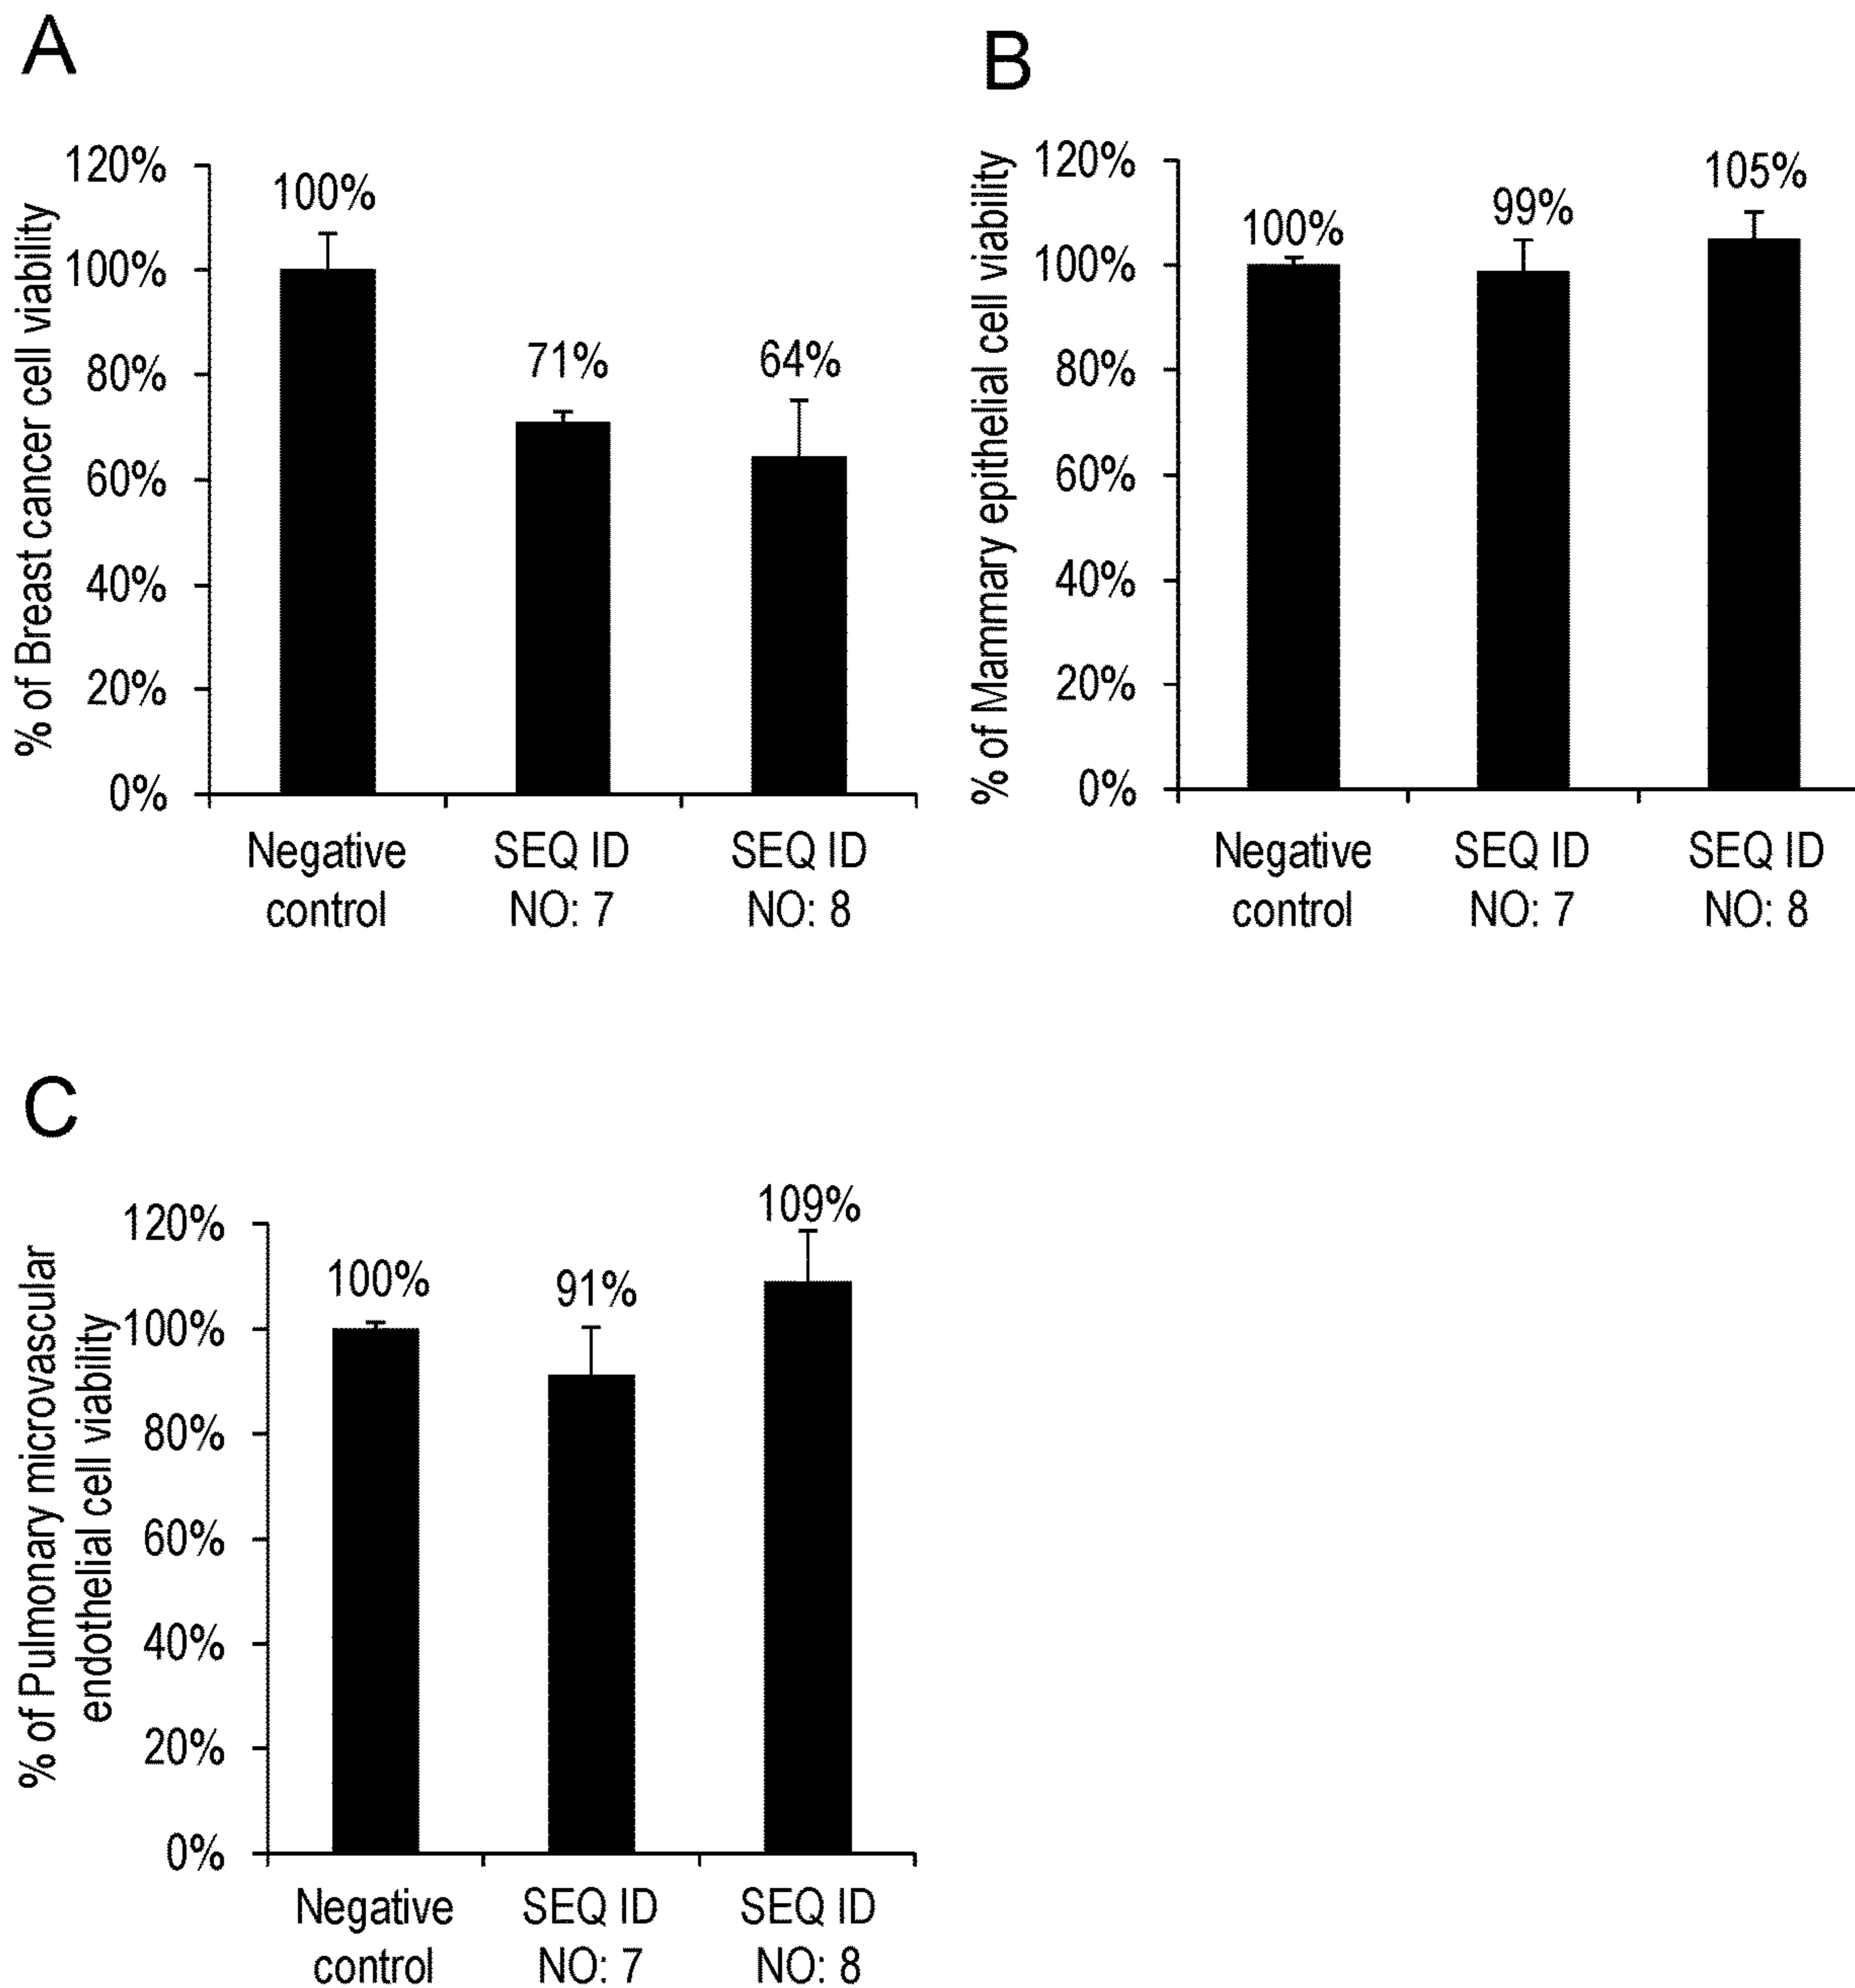 A
% of Breast cancer cell viability
120%
100%
80%
60%
40%
20%
0%
100%
71%
64%
Negative
control
SEQ ID
NO: 7
SEQ ID
NO: 8
B
% of Mammary epithelial cell viability
120%
100%
80%
60%
40%
20%
0%
100%
99%
105%
Negative
control
SEQ ID
NO: 7
SEQ ID
NO: 8
C
% of Pulmonary microvascular
endothelial cell viability
120%
100%
80%
60%
40%
20%
0%
100%
91%
109%
Negative
control
SEQ ID
NO: 7
SEQ ID
NO: 8